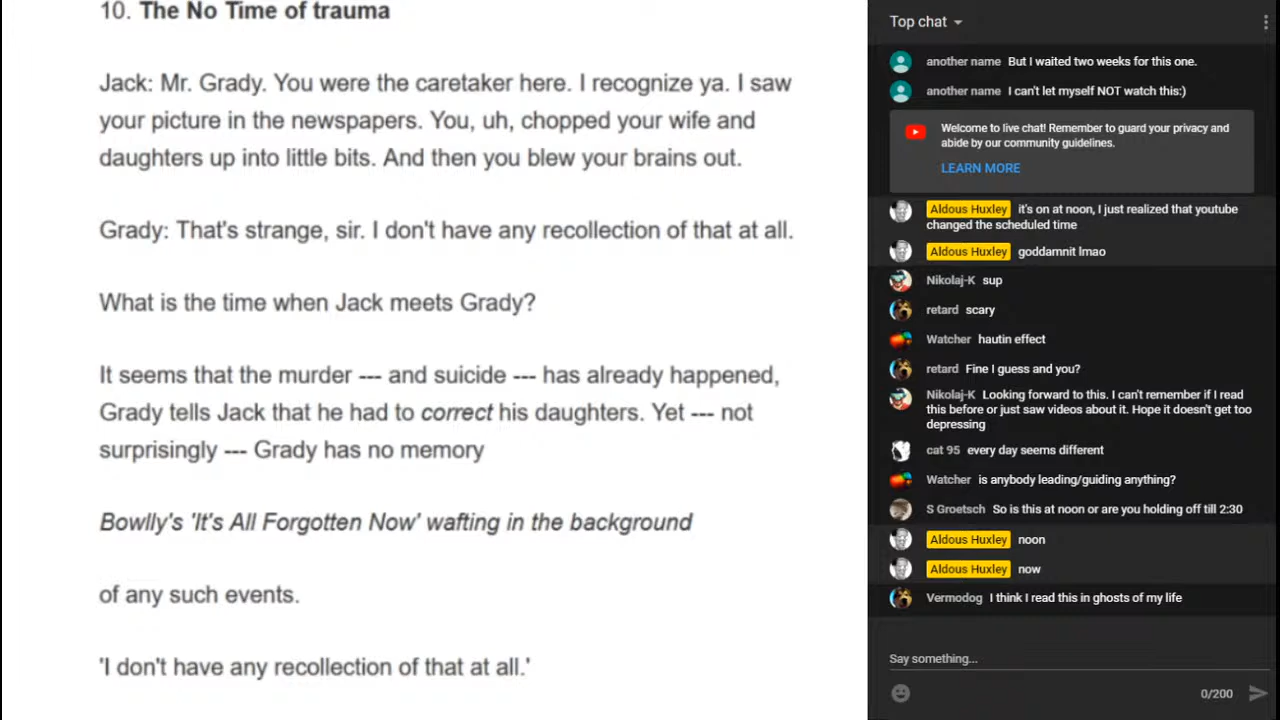 10. The No Time of trauma
Jack: Mr. Grady. You were the caretaker here. I recognize ya. I saw
your picture in the newspapers. You, uh, chopped your wife and
daughters up into little bits. And then you blew your brains out.
Grady: That's strange, sir. I don't have any recollection of that at all.
What is the time when Jack meets Grady?
It seems that the murder --- and suicide --- has already happened,
Grady tells Jack that he had to correct his daughters. Yet --- not
surprisingly --- Grady has no memory
Bowlly's 'It's All Forgotten Now' wafting in the background
of any such events.
'I don't have any recollection of that at all.'
Top chat
another name But I waited two weeks for this one.
another name I can't let myself NOT watch this:)
Welcome to live chat! Remember to guard your privacy and
abide by our community guidelines.
LEARN MORE
Aldous Huxley it's on at noon, I just realized that youtube
changed the scheduled time
Aldous Huxley goddamnit lmao
Nikolaj-K sup
retard scary
Watcher hautin effect
retard Fine I guess and you?
Nikolaj-K Looking forward to this. I can't remember if I read
this before or just saw videos about it. Hope it doesn't get too
depressing
cat 95 every day seems different
Watcher is anybody leading/guiding anything?
S Groetsch So is this at noon or are you holding off till 2:30
Aldous Huxley noon
Aldous Huxley now
Vermodog I think I read this in ghosts of my life
Say something...
0/200